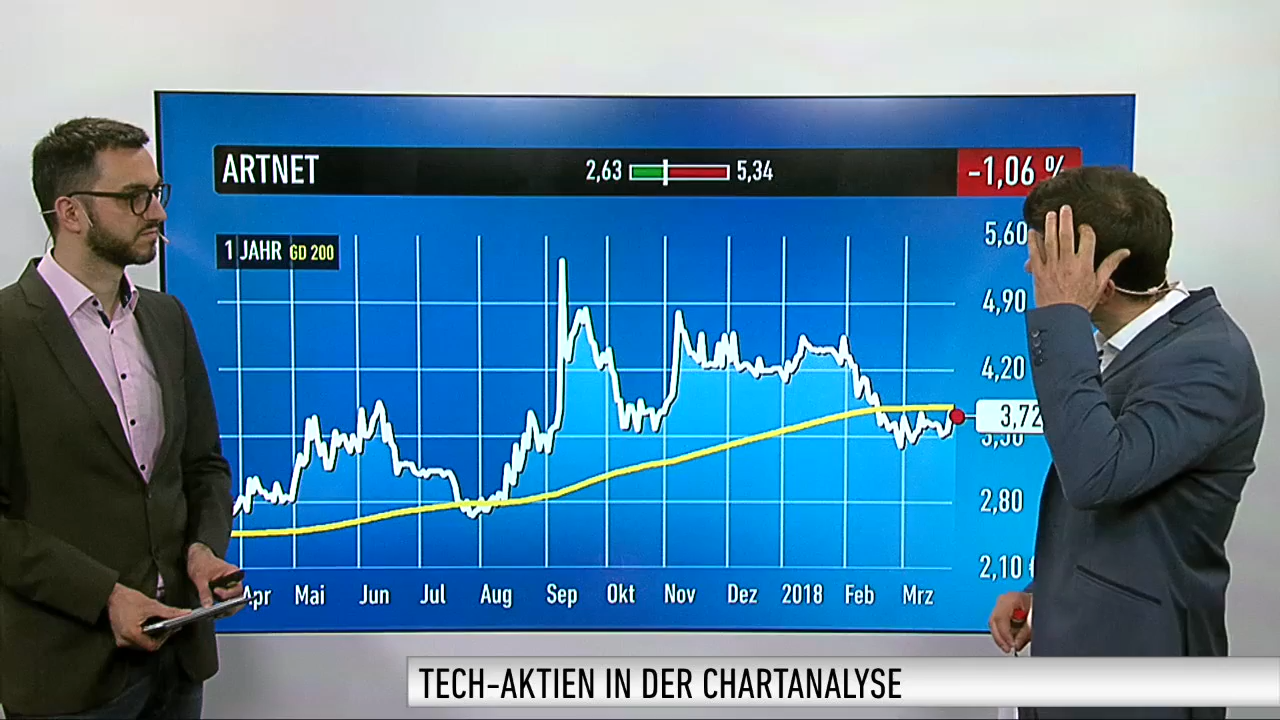 ARTNET 2,63 5,34 -1,06 %
1 JAHR GD 200
5,60
4,90
4,20
3,72
3,50
2,80
2,10
Apr Mai Jun Jul Aug Sep Okt Nov Dez 2018 Feb Mrz
TECH-AKTIEN IN DER CHARTANALYSE